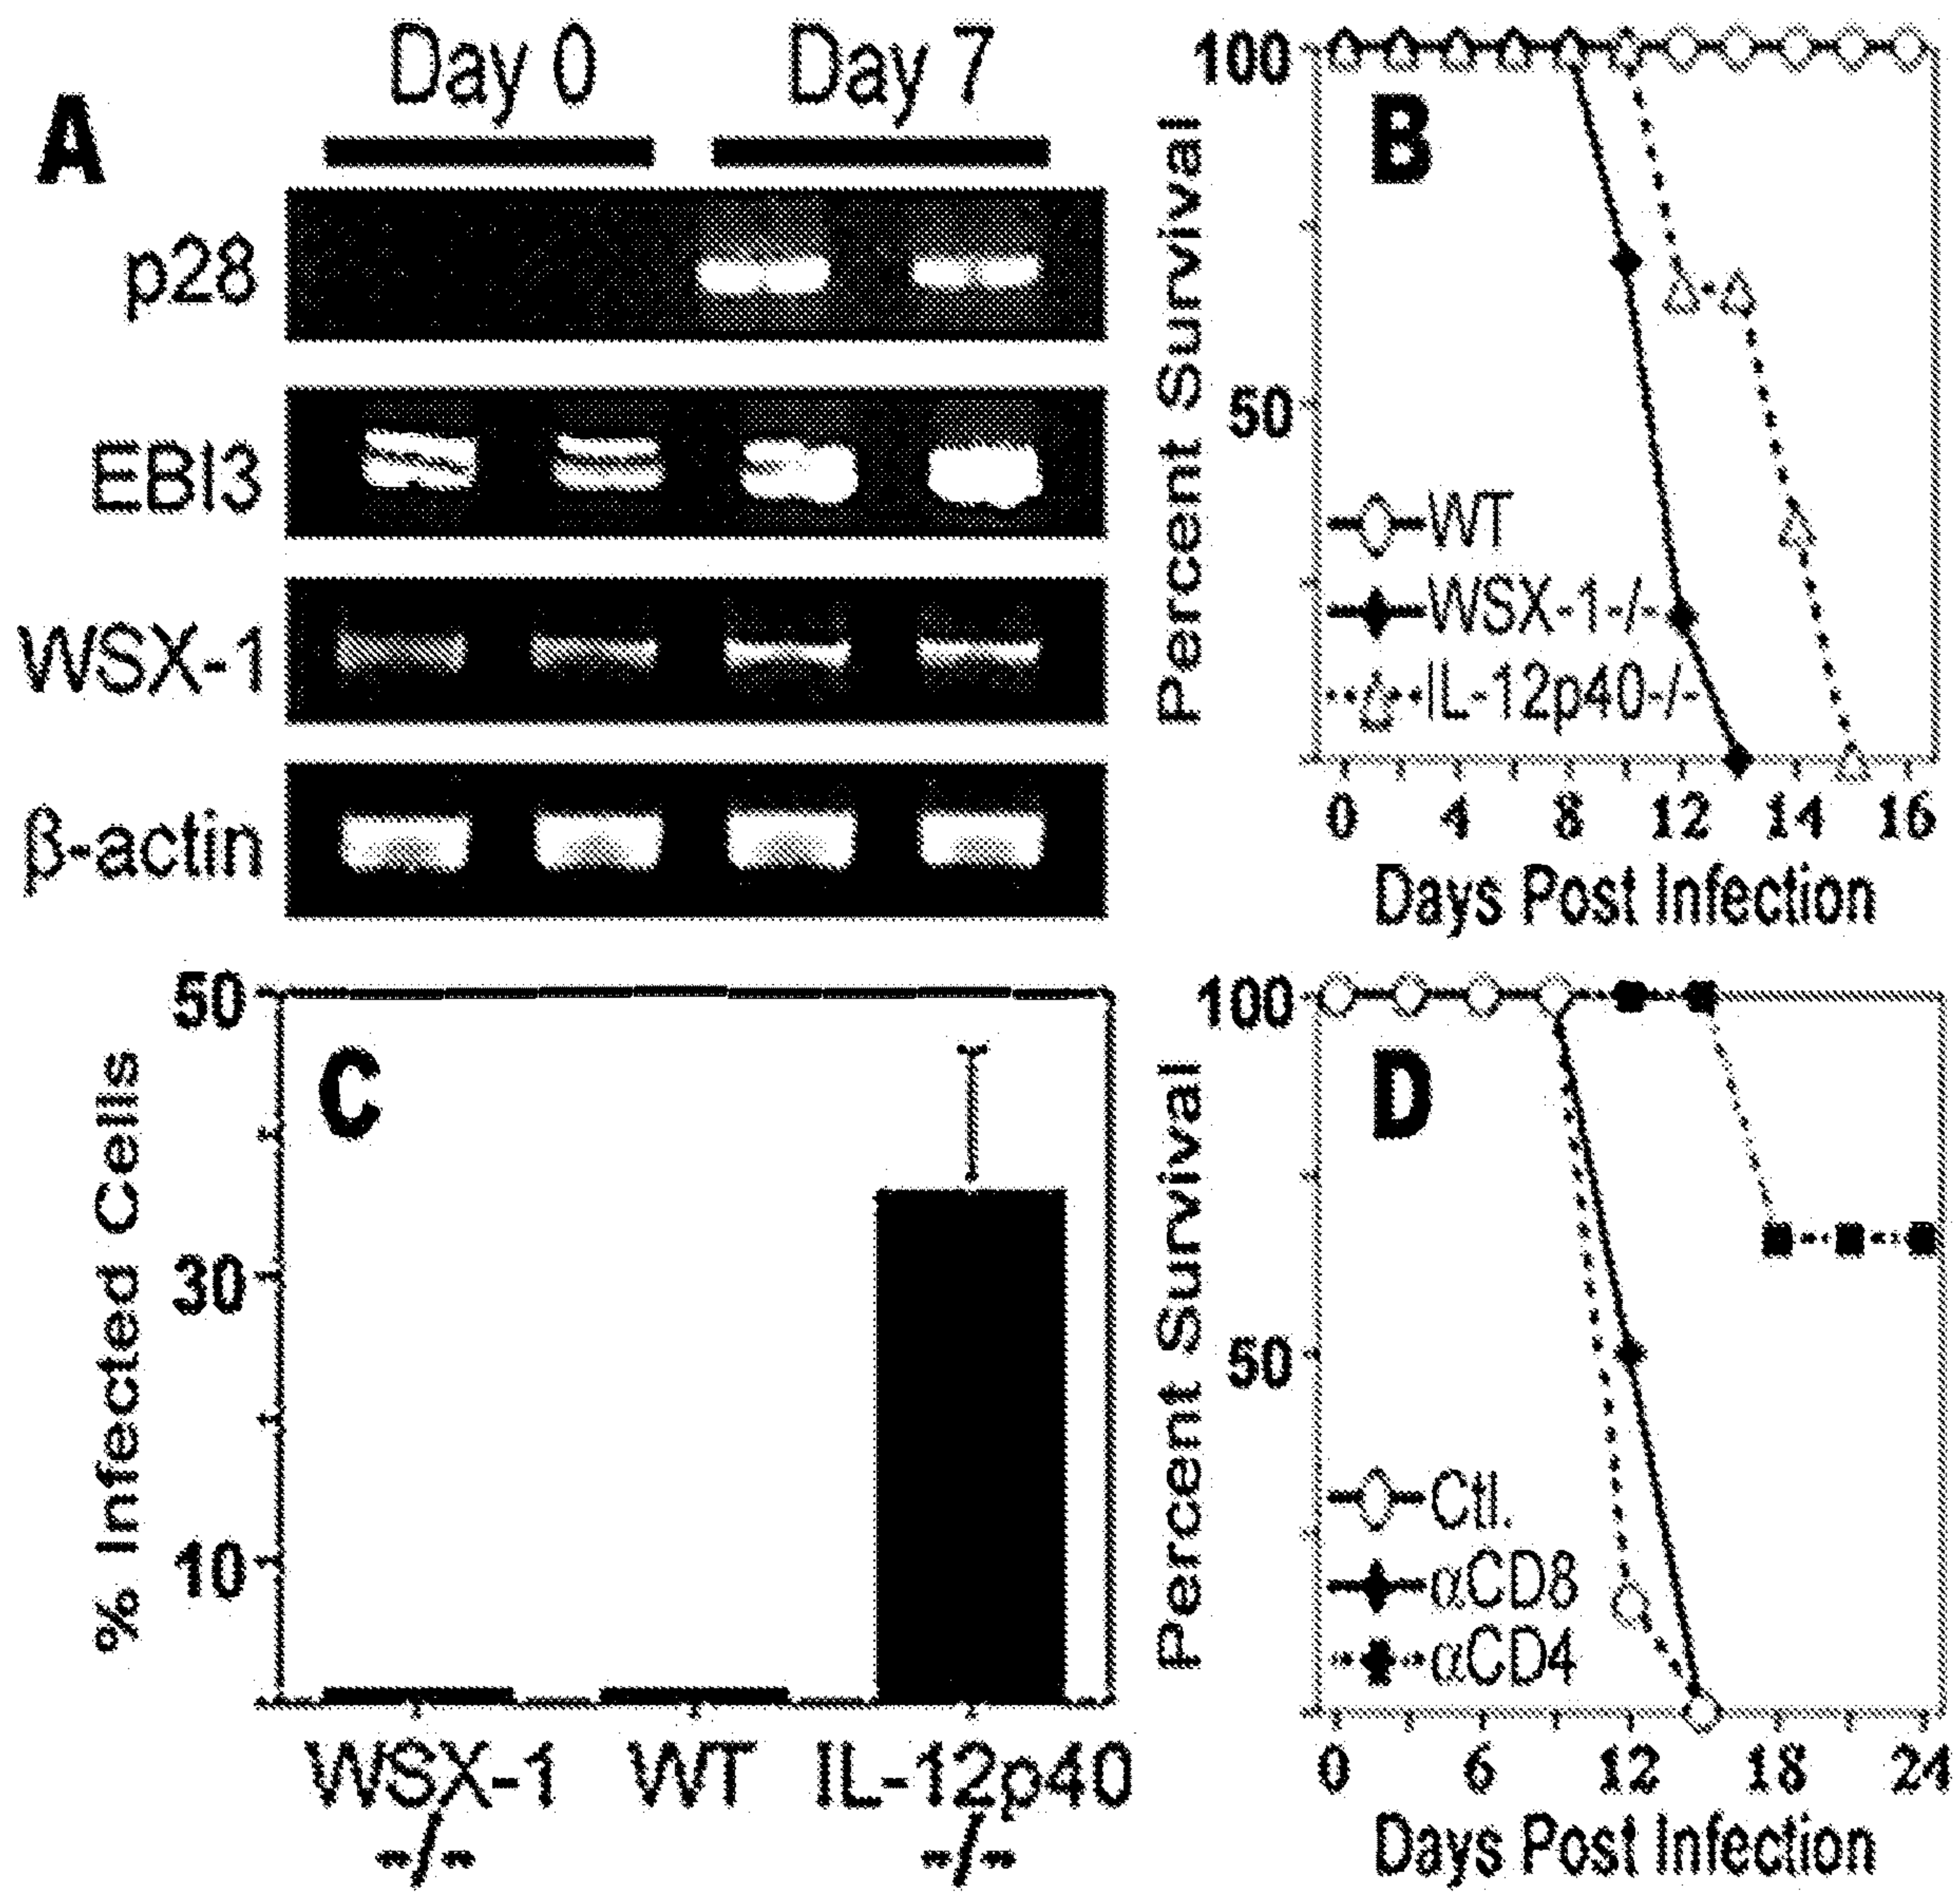 A
Day 0
Day 7
p28
EBI3
WSX-1
β-actin
B
Percent Survival
100
50
WT
WSX-1-/-
IL-12p40-/-
0 4 8 12 14 16
Days Post Infection
C
% Infected Cells
50
30
10
WSX-1 WT IL-12p40
-/- -/-
D
Percent Survival
100
50
Ctl.
αCD8
αCD4
0 6 12 18 24
Days Post Infection